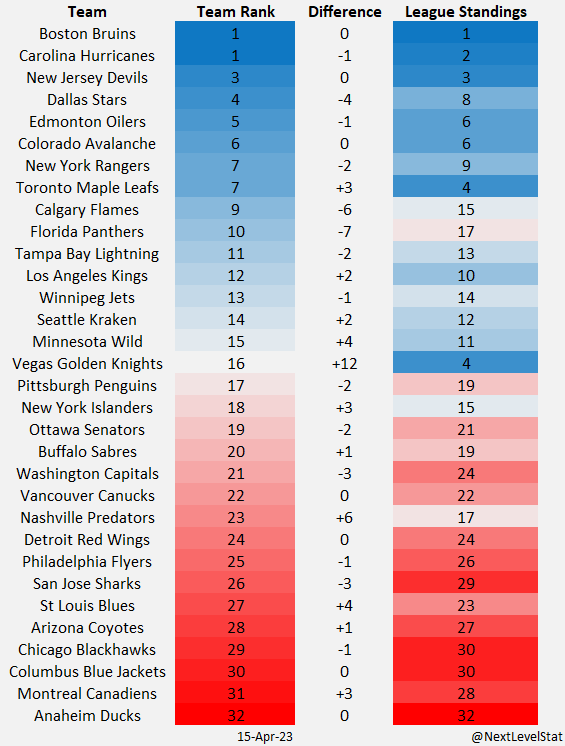 Team Team Rank Difference League Standings
Boston Bruins 1 0 1
Carolina Hurricanes 1 -1 2
New Jersey Devils 3 0 3
Dallas Stars 4 -4 8
Edmonton Oilers 5 -1 6
Colorado Avalanche 6 0 6
New York Rangers 7 -2 9
Toronto Maple Leafs 7 +3 4
Calgary Flames 9 -6 15
Florida Panthers 10 -7 17
Tampa Bay Lightning 11 -2 13
Los Angeles Kings 12 +2 10
Winnipeg Jets 13 -1 14
Seattle Kraken 14 +2 12
Minnesota Wild 15 +4 11
Vegas Golden Knights 16 +12 4
Pittsburgh Penguins 17 -2 19
New York Islanders 18 +3 15
Ottawa Senators 19 -2 21
Buffalo Sabres 20 +1 19
Washington Capitals 21 -3 24
Vancouver Canucks 22 0 22
Nashville Predators 23 +6 17
Detroit Red Wings 24 0 24
Philadelphia Flyers 25 -1 26
San Jose Sharks 26 -3 29
St Louis Blues 27 +4 23
Arizona Coyotes 28 +1 27
Chicago Blackhawks 29 -1 30
Columbus Blue Jackets 30 0 30
Montreal Canadiens 31 +3 28
Anaheim Ducks 32 0 32
15-Apr-23 @NextLevelStat